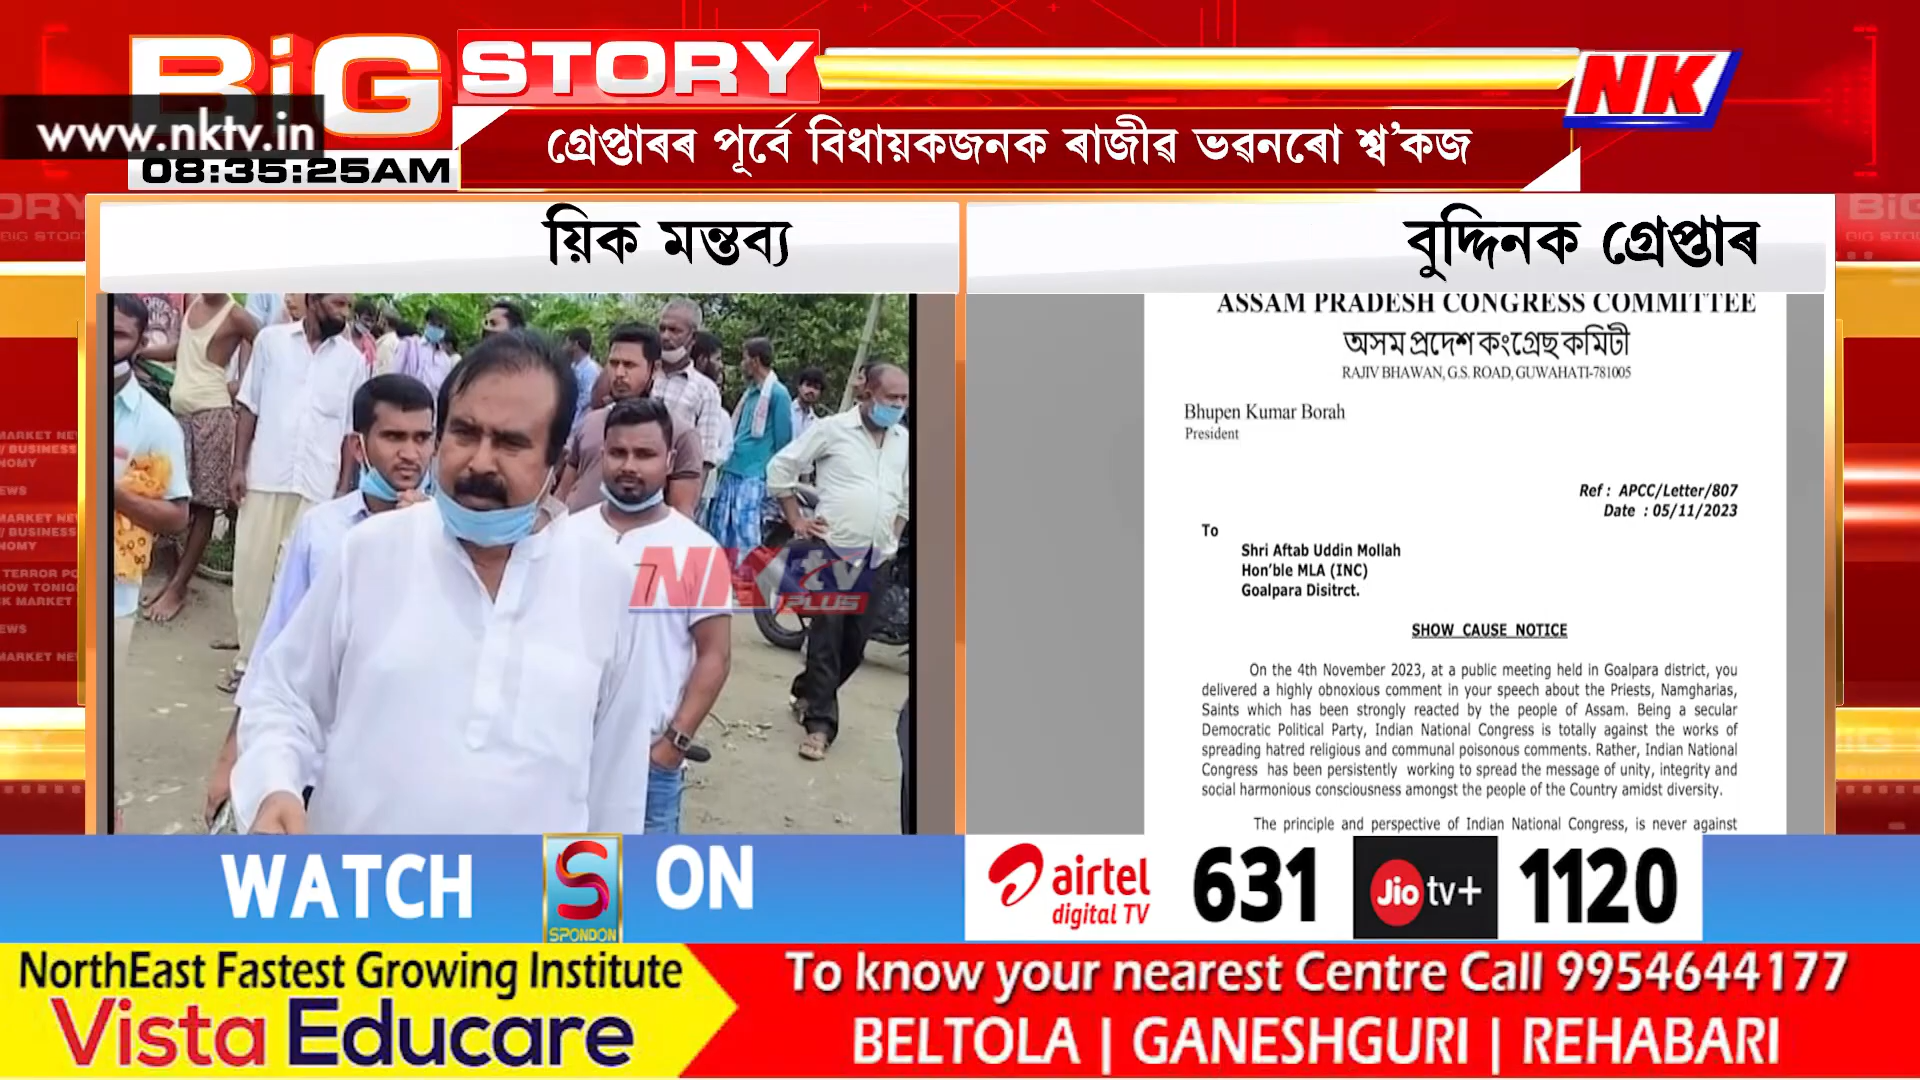 BiG STORY
NK
www.nktv.in
08:35:25AM
গ্ৰেপ্তাৰৰ পূৰ্বে বিধায়কজনক ৰাজীৱ ভৱনৰো শ্ব'কজ
য়িক মন্তব্য
বুদ্দিনক গ্ৰেপ্তাৰ
ASSAM PRADESH CONGRESS COMMITTEE
অসম প্ৰদেশ কংগ্ৰেছ কমিটী
RAJIV BHAWAN, G.S. ROAD, GUWAHATI-781005
Bhupen Kumar Borah
President
Ref : APCC/Letter/807
Date : 05/11/2023
To
Shri Aftab Uddin Mollah
Hon'ble MLA (INC)
Goalpara Disitrct.
SHOW CAUSE NOTICE
On the 4th November 2023, at a public meeting held in Goalpara district, you
delivered a highly obnoxious comment in your speech about the Priests, Namgharias,
Saints which has been strongly reacted by the people of Assam. Being a secular
Democratic Political Party, Indian National Congress is totally against the works of
spreading hatred religious and communal poisonous comments. Rather, Indian National
Congress has been persistently working to spread the message of unity, integrity and
social harmonious consciousness amongst the people of the Country amidst diversity.
The principle and perspective of Indian National Congress, is never against
NKtv PLUS
WATCH S SPONDON ON
airtel digital TV 631 Jio tv+ 1120
NorthEast Fastest Growing Institute
Vista Educare
To know your nearest Centre Call 9954644177
BELTOLA | GANESHGURI | REHABARI